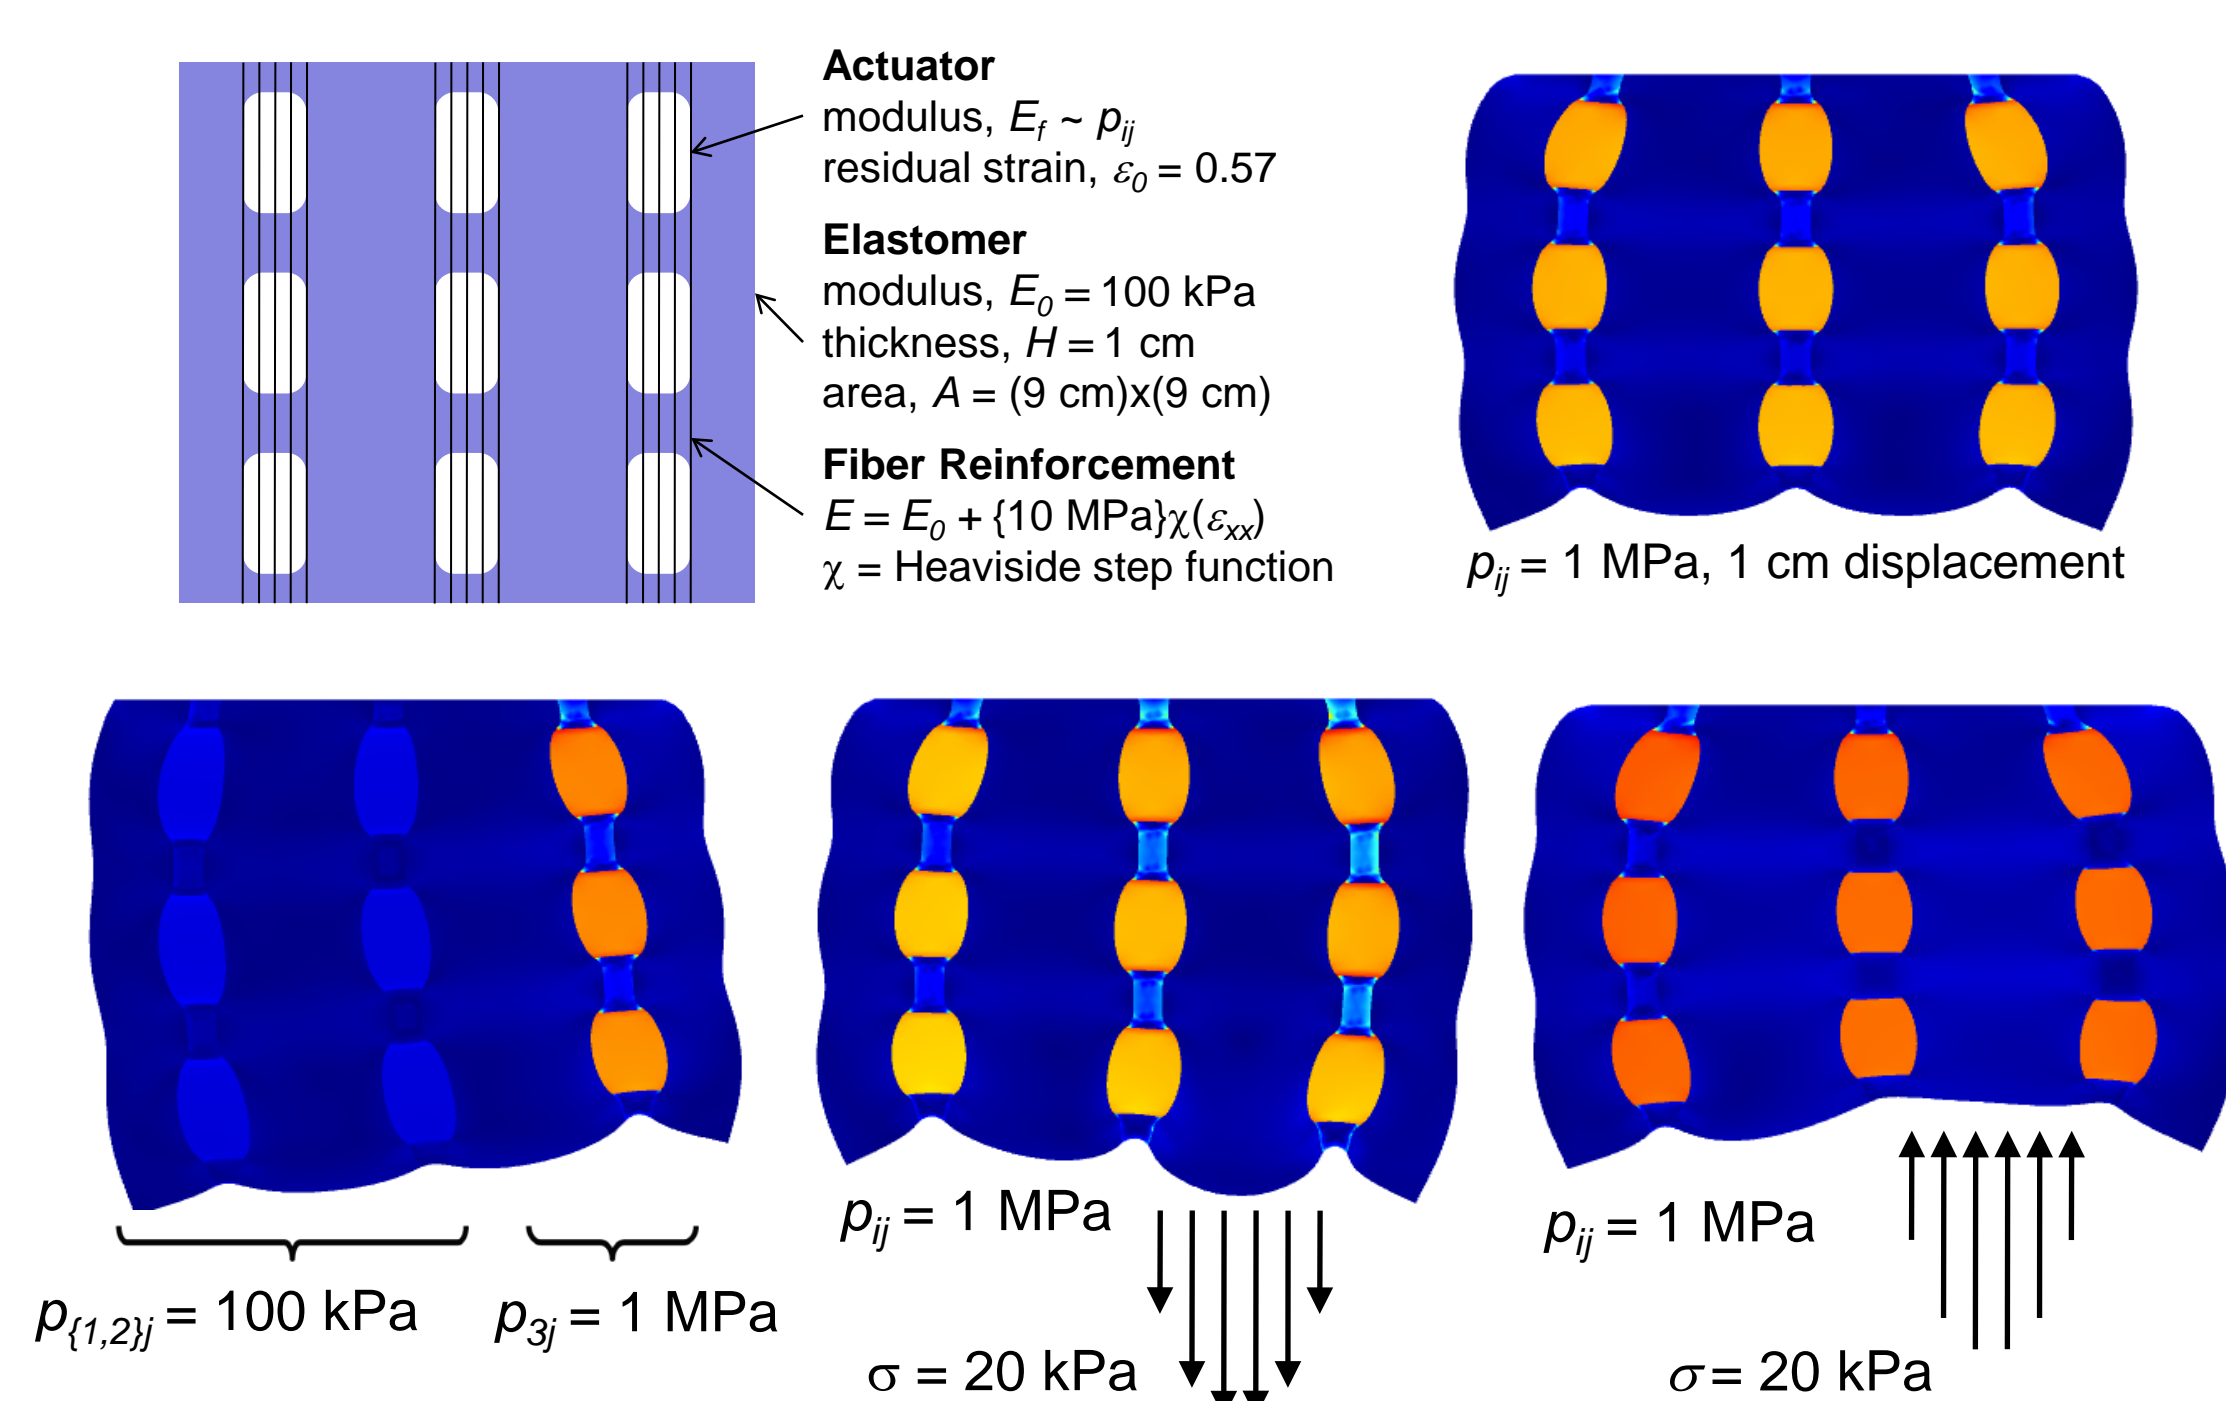 Actuator
modulus, E_f ~ p_ij
residual strain, ε_0 = 0.57
Elastomer
modulus, E_0 = 100 kPa
thickness, H = 1 cm
area, A = (9 cm)x(9 cm)
Fiber Reinforcement
E = E_0 + {10 MPa}χ(ε_xx)
χ = Heaviside step function
p_ij = 1 MPa, 1 cm displacement
p_{1,2}j = 100 kPa
p_3j = 1 MPa
p_ij = 1 MPa
σ = 20 kPa
p_ij = 1 MPa
σ = 20 kPa